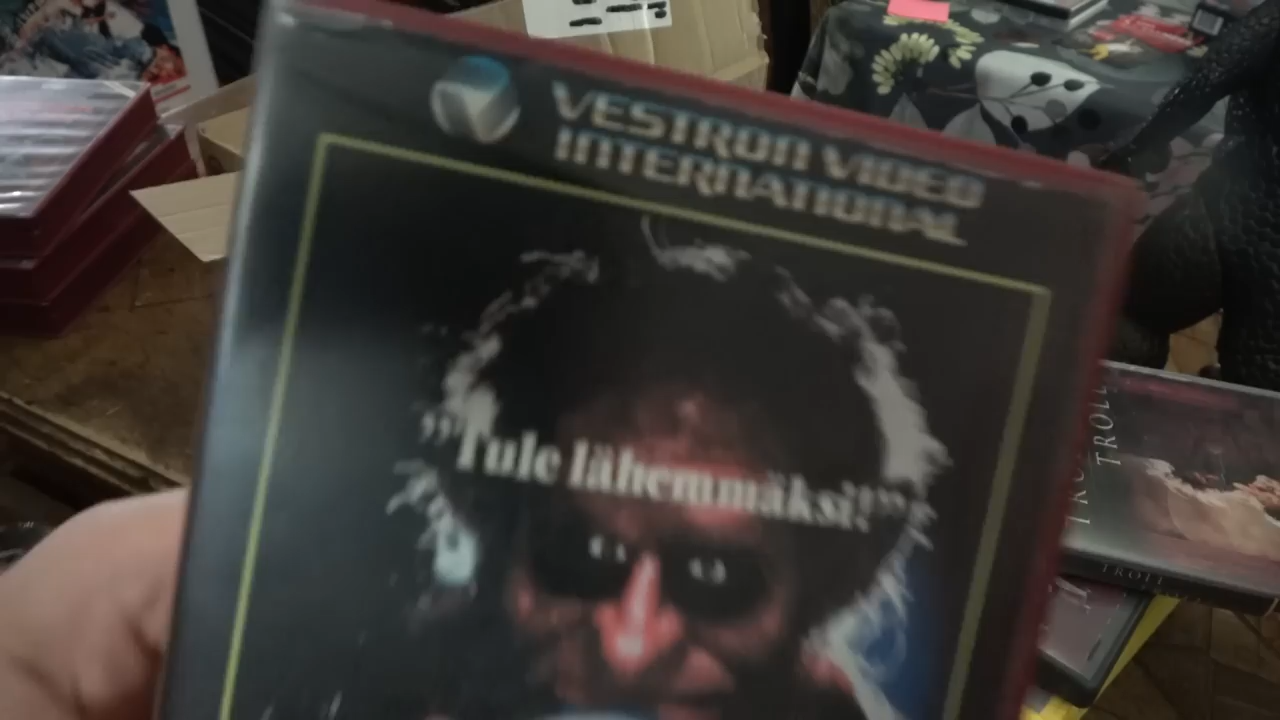 VESTRON VIDEO
INTERNATIONAL
”Tule lähemmäksi!”
TROLL
TROLL